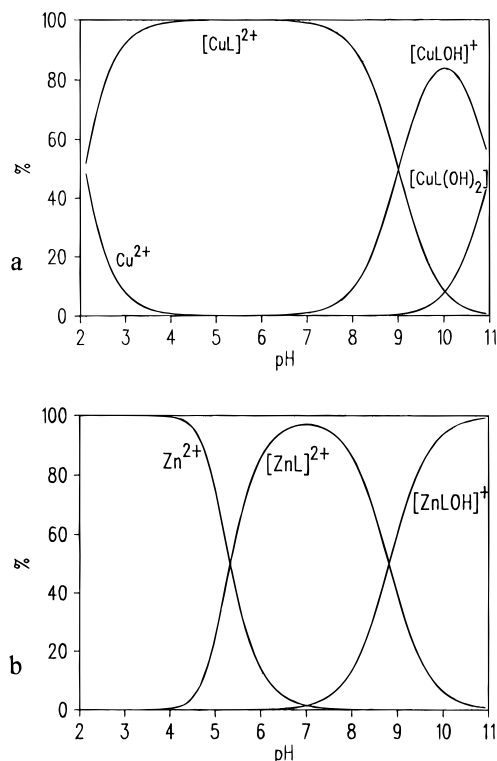 100
[CuL]²⁺
[CuLOH]⁺
80
60
%
[CuL(OH)₂]
40
a
Cu²⁺
20
0
2 3 4 5 6 7 8 9 10 11
pH
100
Zn²⁺
[ZnL]²⁺
[ZnLOH]⁺
80
60
%
40
b
20
0
2 3 4 5 6 7 8 9 10 11
pH